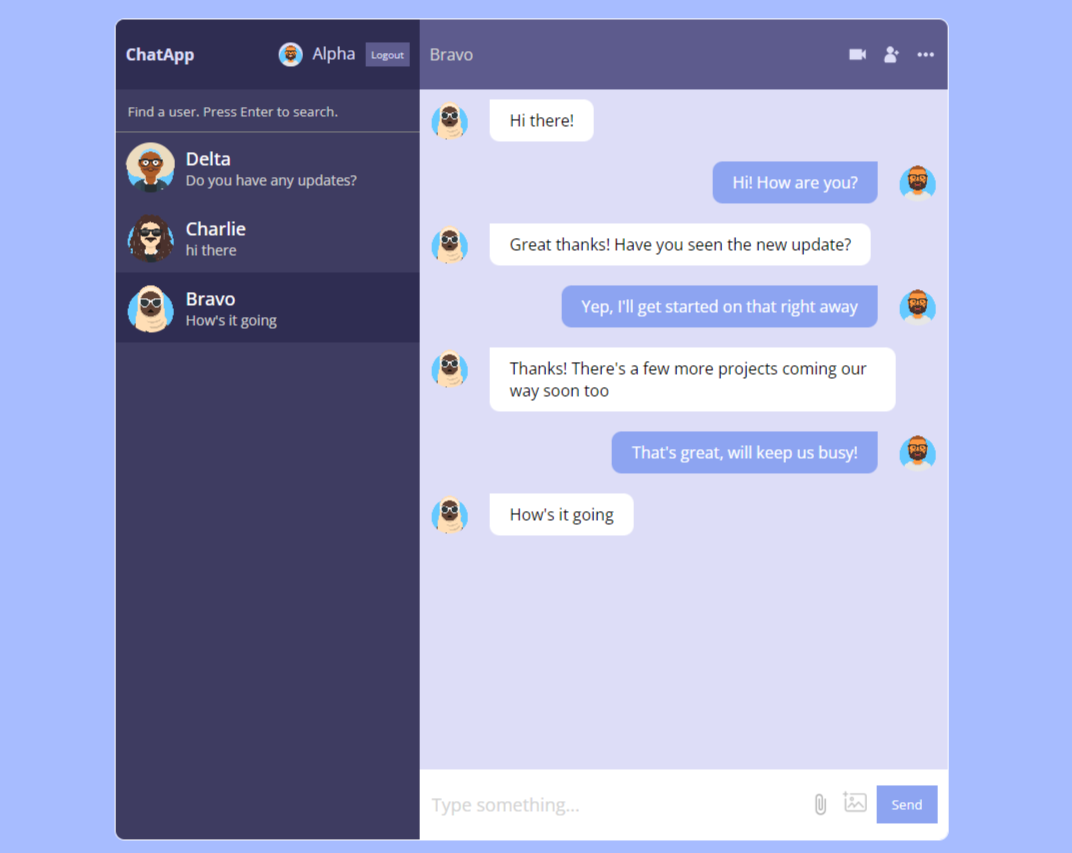 ChatApp
Alpha
Logout
Find a user. Press Enter to search.
Delta
Do you have any updates?
Charlie
hi there
Bravo
How's it going
Bravo
Hi there!
Hi! How are you?
Great thanks! Have you seen the new update?
Yep, I'll get started on that right away
Thanks! There's a few more projects coming our
way soon too
That's great, will keep us busy!
How's it going
Type something...
Send